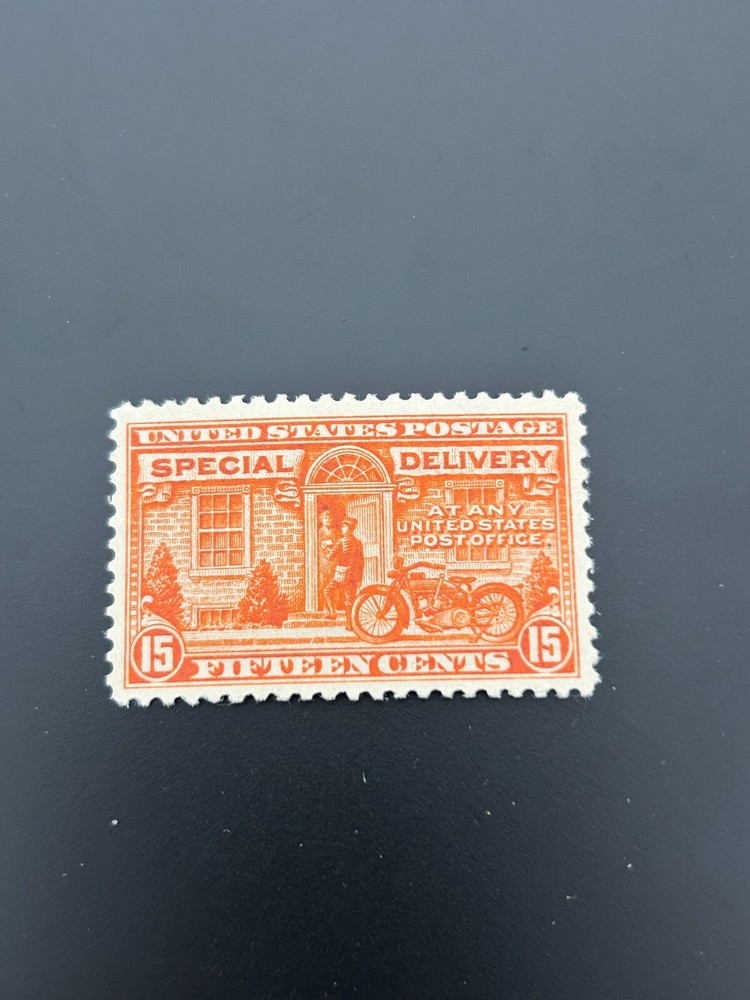 UNITED STATES POSTAGE
SPECIAL DELIVERY
AT ANY
UNITED STATES
POST OFFICE.
15 FIFTEEN CENTS 15